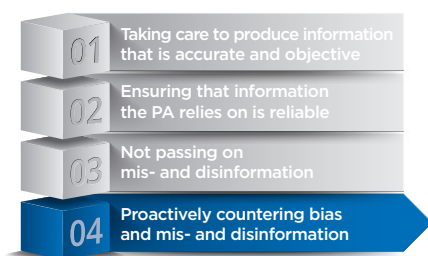 01
Taking care to produce information
that is accurate and objective
02
Ensuring that information
the PA relies on is reliable
03
Not passing on
mis- and disinformation
04
Proactively countering bias
and mis- and disinformation